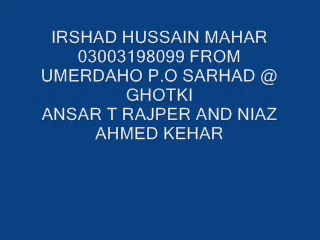 IRSHAD HUSSAIN MAHAR
03003198099 FROM
UMERDAHO P.O SARHAD @
GHOTKI
ANSAR T RAJPER AND NIAZ
AHMED KEHAR